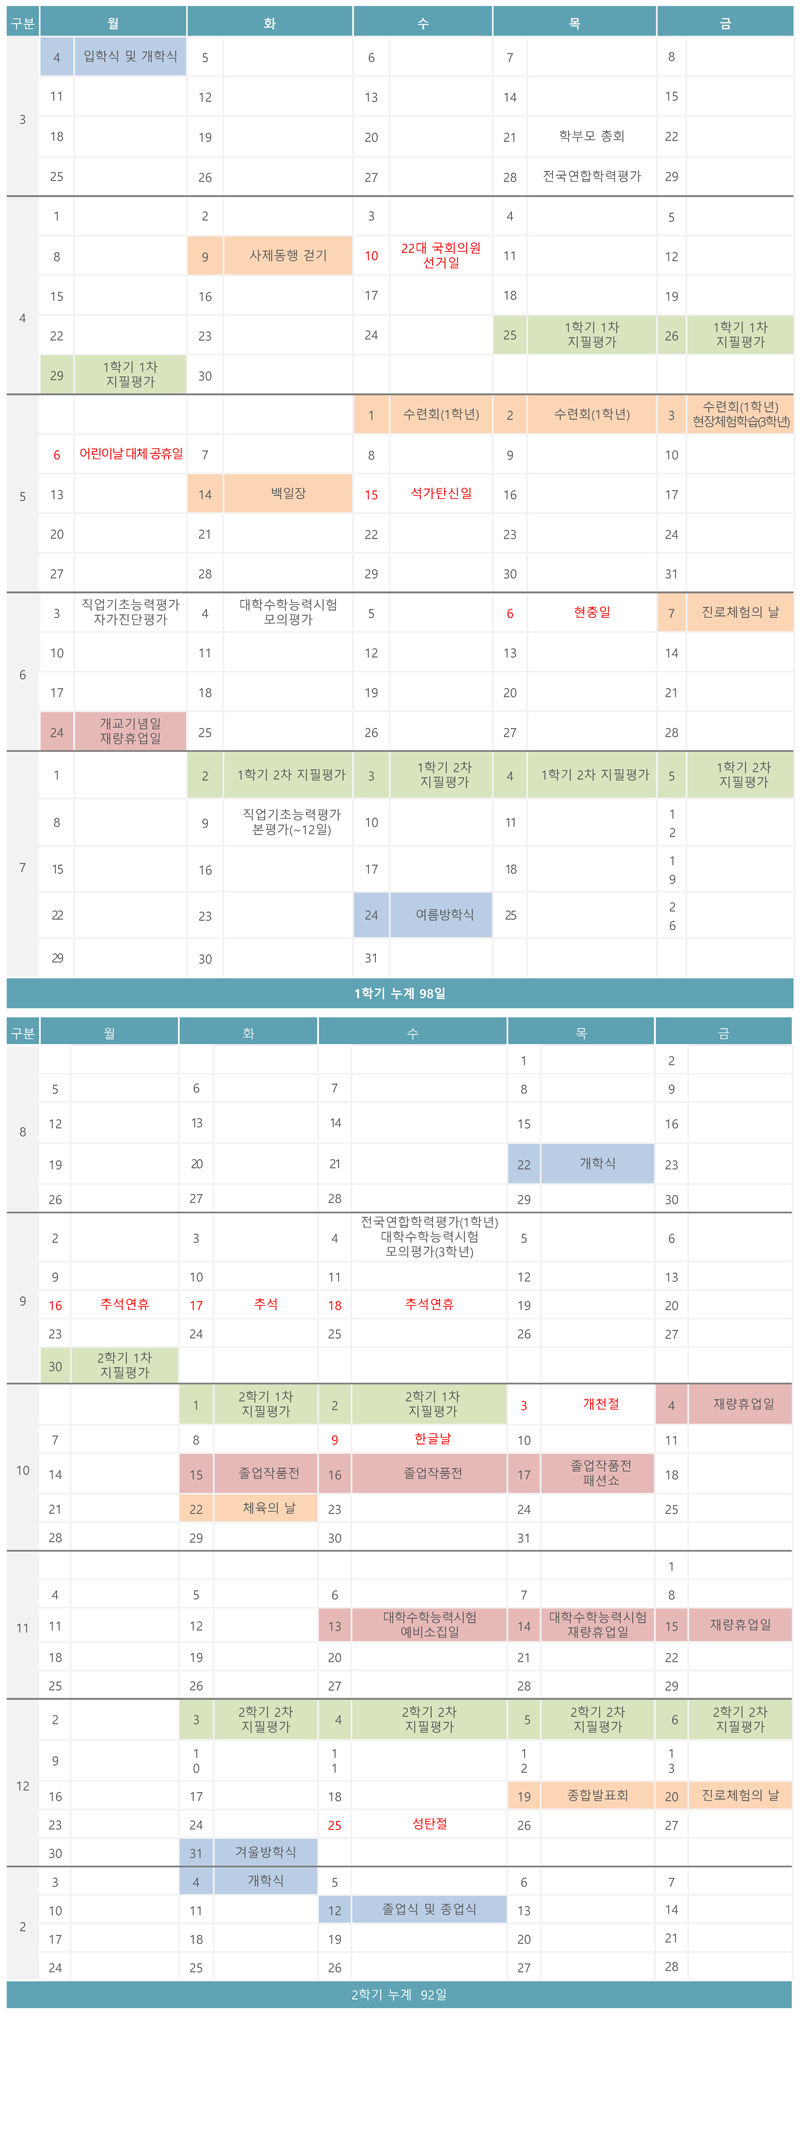 구분 월 화 수 목 금
4 입학식 및 개학식 5 6 7 8
11 12 13 14 15
3
18 19 20 21 학부모 총회 22
25 26 27 28 전국연합학력평가 29
1 2 3 4 5
8 9 사제동행 걷기 10 22대 국회의원
선거일 11 12
15 16 17 18 19
4
22 23 24 25 1학기 1차
지필평가 26 1학기 1차
지필평가
29 1학기 1차
지필평가 30
1 수련회(1학년) 2 수련회(1학년) 3 수련회(1학년)
현장체험학습(3학년)
6 어린이날 대체 공휴일 7 8 9 10
5
13 14 백일장 15 석가탄신일 16 17
20 21 22 23 24
27 28 29 30 31
3 직업기초능력평가
자가진단평가 4 대학수학능력시험
모의평가 5 6 현충일 7 진로체험의 날
10 11 12 13 14
6
17 18 19 20 21
24 개교기념일
재량휴업일 25 26 27 28
1 2 1학기 2차 지필평가 3 1학기 2차
지필평가 4 1학기 2차 지필평가 5 1학기 2차
지필평가
8 9 직업기초능력평가
본평가(~12일) 10 11 1
2
7
15 16 17 18 1
9
22 23 24 여름방학식 25 2
6
29 30 31
1학기 누계 98일
구분 월 화 수 목 금
1 2
5 6 7 8 9
12 13 14 15 16
8
19 20 21 22 개학식 23
26 27 28 29 30
2 3 4 전국연합학력평가(1학년)
대학수학능력시험
모의평가(3학년) 5 6
9 10 11 12 13
9
16 추석연휴 17 추석 18 추석연휴 19 20
23 24 25 26 27
30 2학기 1차
지필평가
1 2학기 1차
지필평가 2 2학기 1차
지필평가 3 개천절 4 재량휴업일
7 8 9 한글날 10 11
10
14 15 졸업작품전 16 졸업작품전 17 졸업작품전
패션쇼 18
21 22 체육의 날 23 24 25
28 29 30 31
1
4 5 6 7 8
11
11 12 13 대학수학능력시험
예비소집일 14 대학수학능력시험
재량휴업일 15 재량휴업일
18 19 20 21 22
25 26 27 28 29
2 3 2학기 2차
지필평가 4 2학기 2차
지필평가 5 2학기 2차
지필평가 6 2학기 2차
지필평가
9 1
0 1
1 1
2 1
3
12
16 17 18 19 종합발표회 20 진로체험의 날
23 24 25 성탄절 26 27
30 31 겨울방학식
3 4 개학식 5 6 7
10 11 12 졸업식 및 종업식 13 14
2
17 18 19 20 21
24 25 26 27 28
2학기 누계 92일